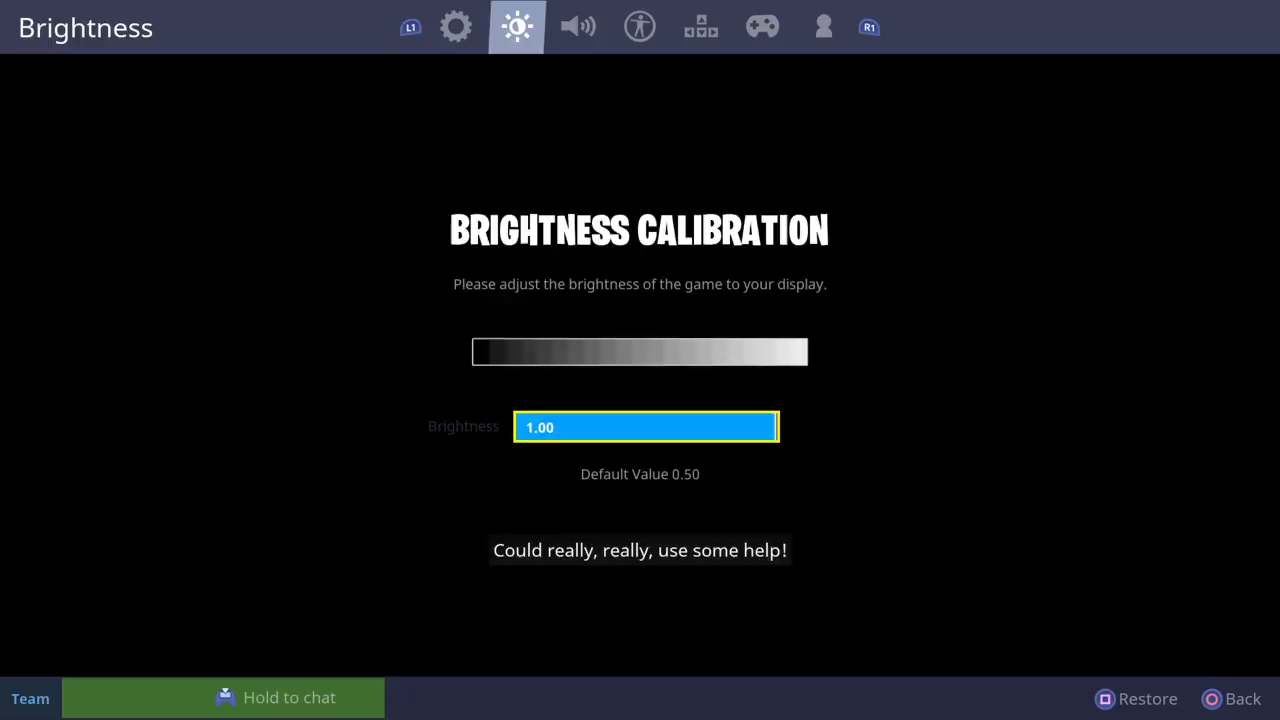 Brightness
L1
R1
BRIGHTNESS CALIBRATION
Please adjust the brightness of the game to your display.
Brightness
1.00
Default Value 0.50
Could really, really, use some help!
Team
Hold to chat
Restore
Back